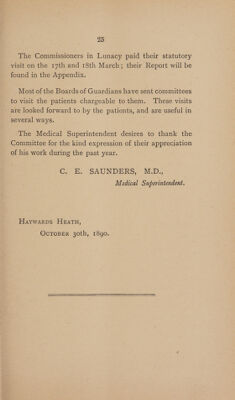 25
The Commissioners in Lunacy paid their statutory
visit on the 17th and 18th March; their Report will be
found in the Appendix.
Most of the Boards of Guardians have sent committees
to visit the patients chargeable to them. These visits
are looked forward to by the patients, and are useful in
several ways.
The Medical Superintendent desires to thank the
Committee for the kind expression of their appreciation
of his work during the past year.
C. E. SAUNDERS, M.D.,
Medical Superintendent.
Haywards Heath,
October 30th, 1890.